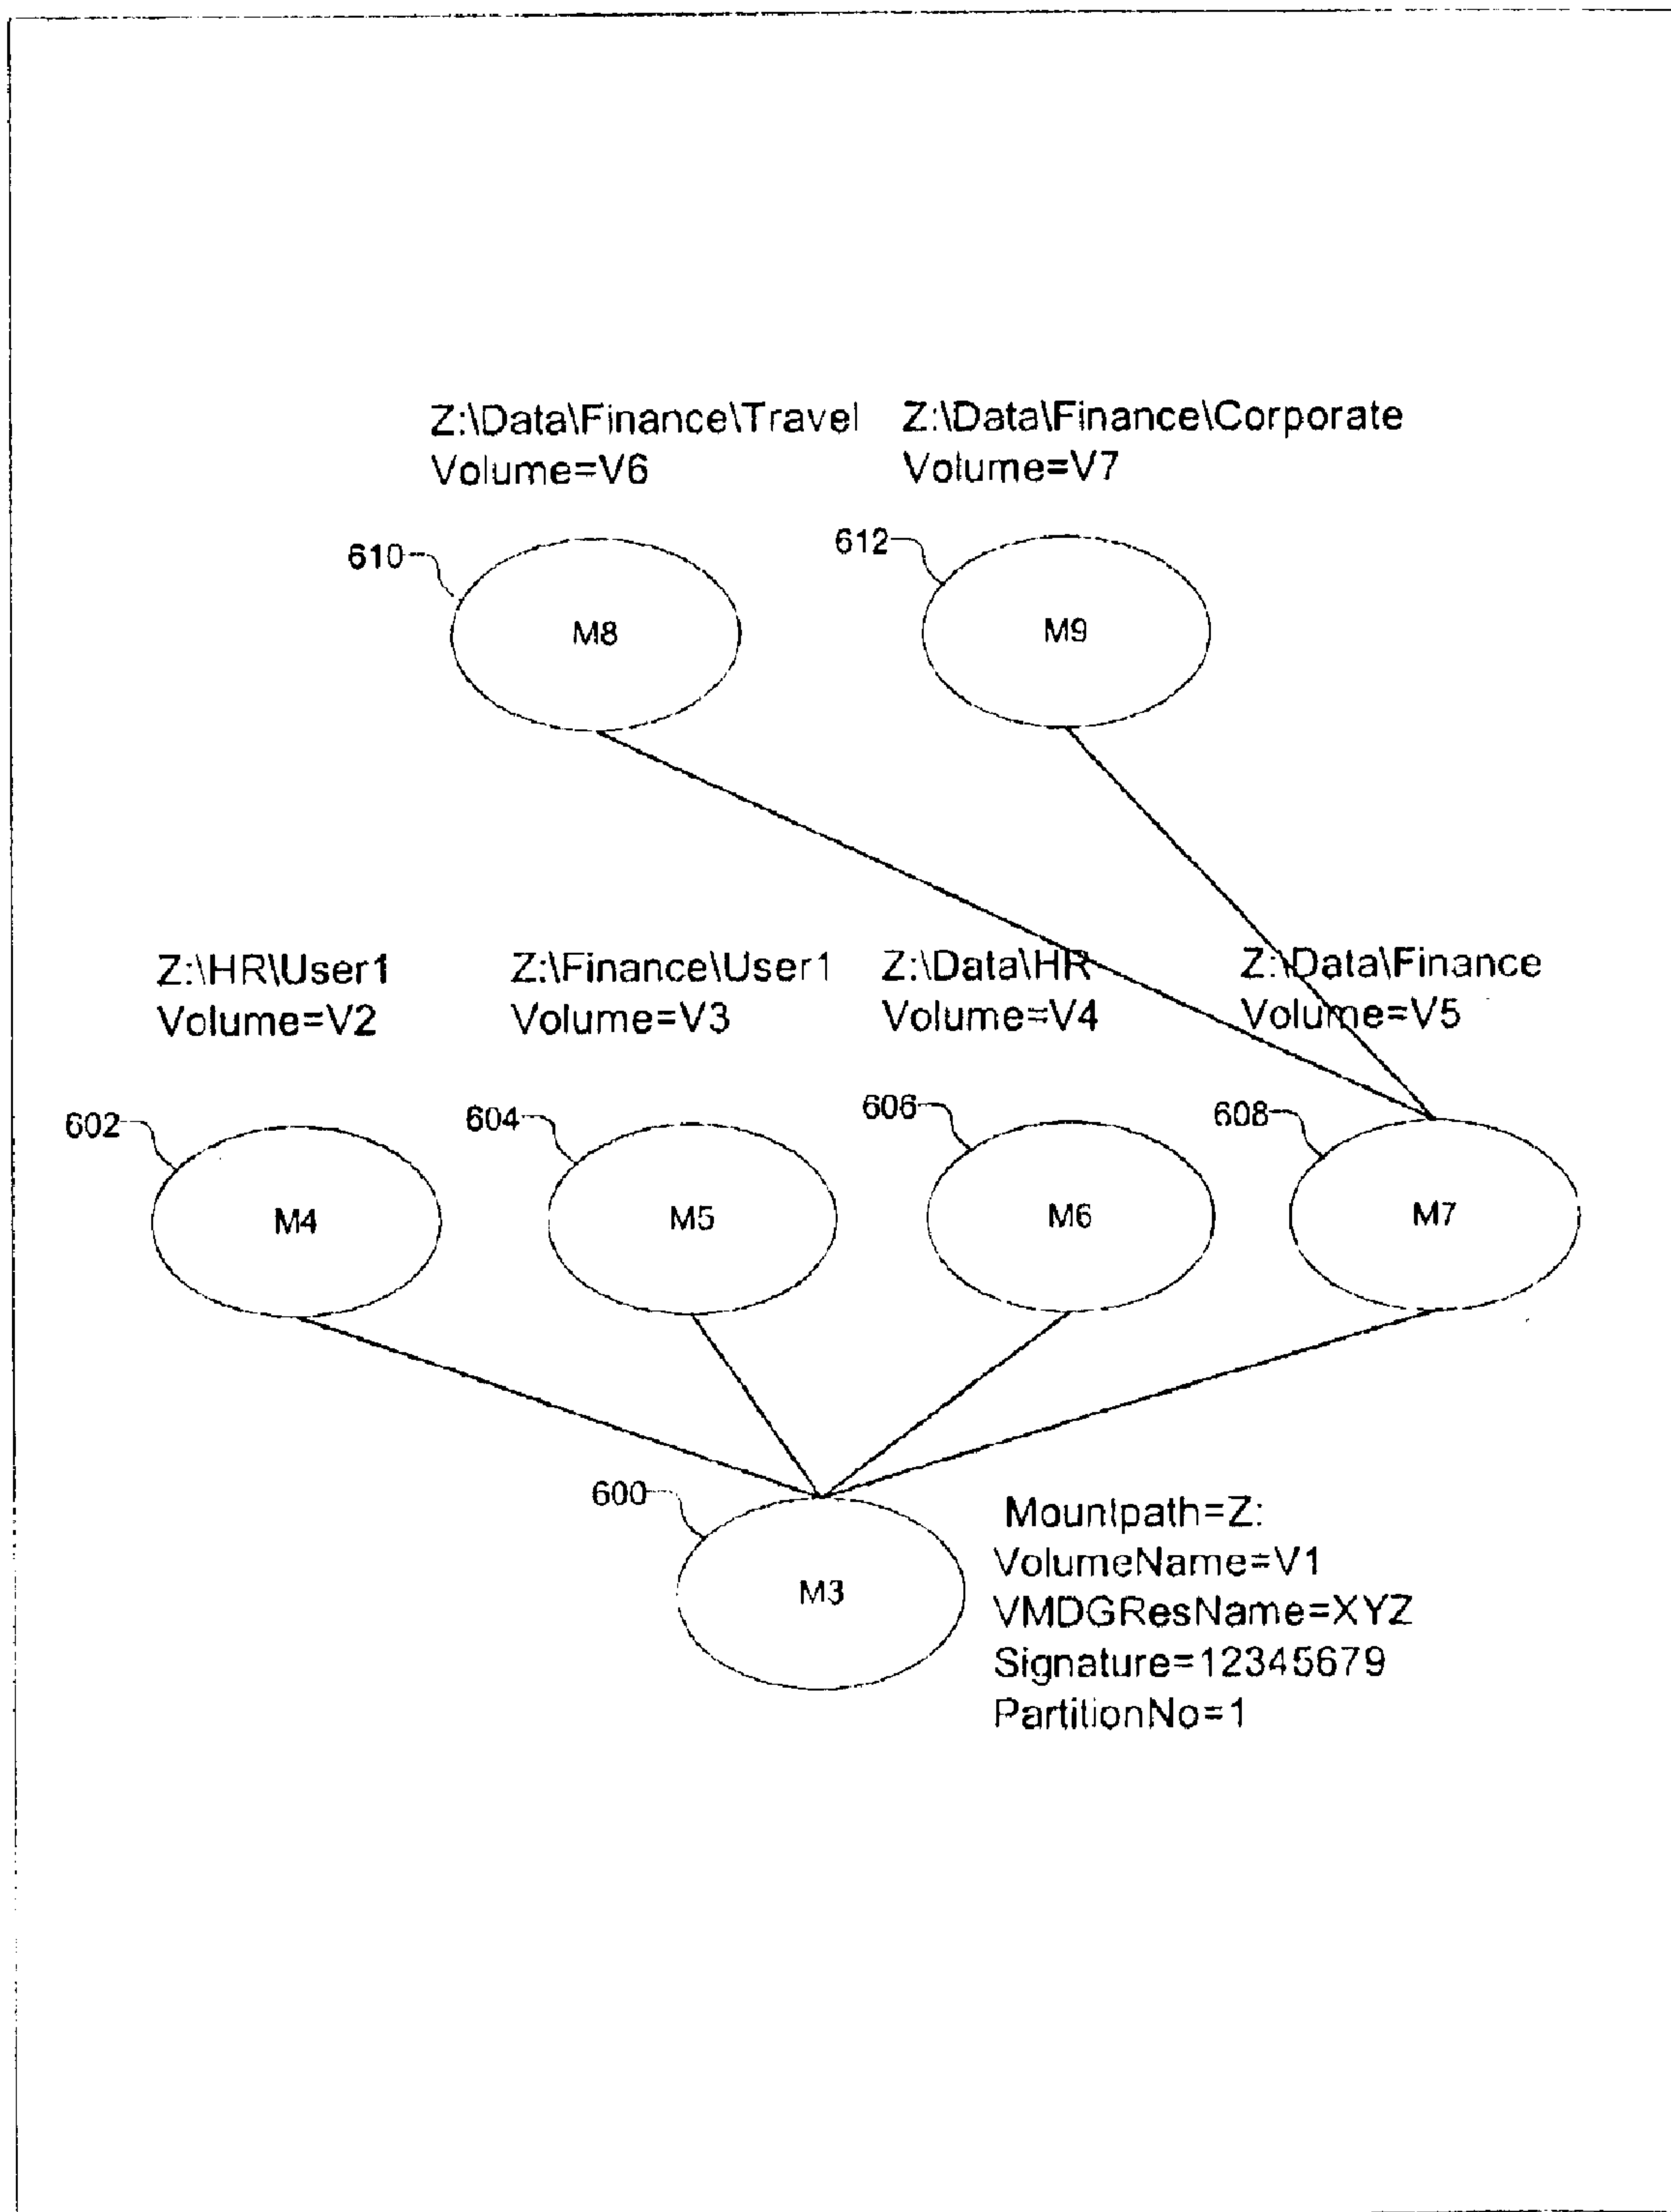 Z:\Data\Finance\Travel
Volume=V6
Z:\Data\Finance\Corporate
Volume=V7
610
612
M8
M9
Z:\HR\User1
Volume=V2
Z:\Finance\User1
Volume=V3
Z:\Data\HR
Volume=V4
Z:\Data\Finance
Volume=V5
602
604
606
608
M4
M5
M6
M7
600
M3
Mountpath=Z:
VolumeName=V1
VMDGResName=XYZ
Signature=12345679
PartitionNo=1